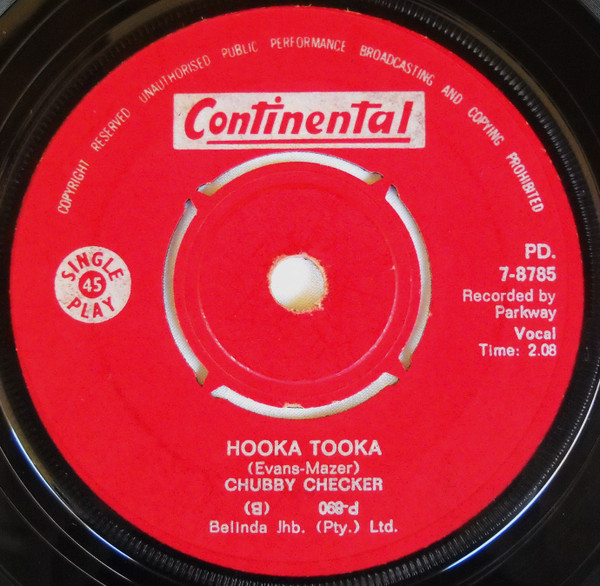 COPYRIGHT RESERVED UNAUTHORISED PUBLIC PERFORMANCE BROADCASTING AND COPYING PROHIBITED
Continental
SINGLE
45
PLAY
PD.
7-8785
Recorded by
Parkway
Vocal
Time: 2.08
HOOKA TOOKA
(Evans-Mazer)
CHUBBY CHECKER
P-890 (B)
Belinda Jhb. (Pty.) Ltd.